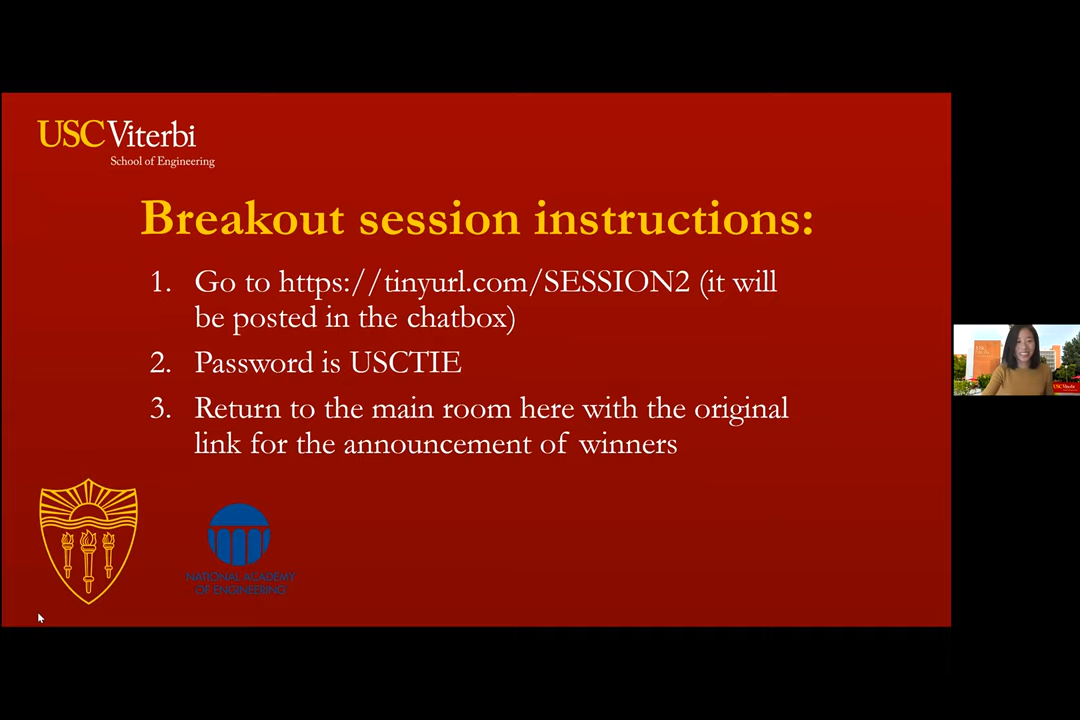 USC Viterbi
School of Engineering
Breakout session instructions:
1. Go to https://tinyurl.com/SESSION2 (it will
be posted in the chatbox)
2. Password is USCTIE
3. Return to the main room here with the original
link for the announcement of winners
NATIONAL ACADEMY
OF ENGINEERING
USC Viterbi